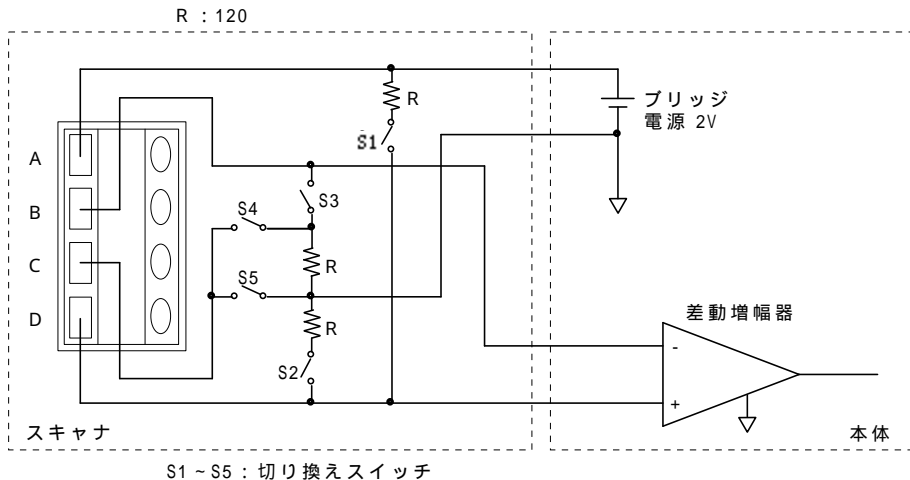 R : 120
R
ブリッジ
電源 2V
S1
A
B
S4
S3
C
R
S5
D
R
差動増幅器
-
S2
+
スキャナ
本体
S1 ~ S5 : 切り換えスイッチ